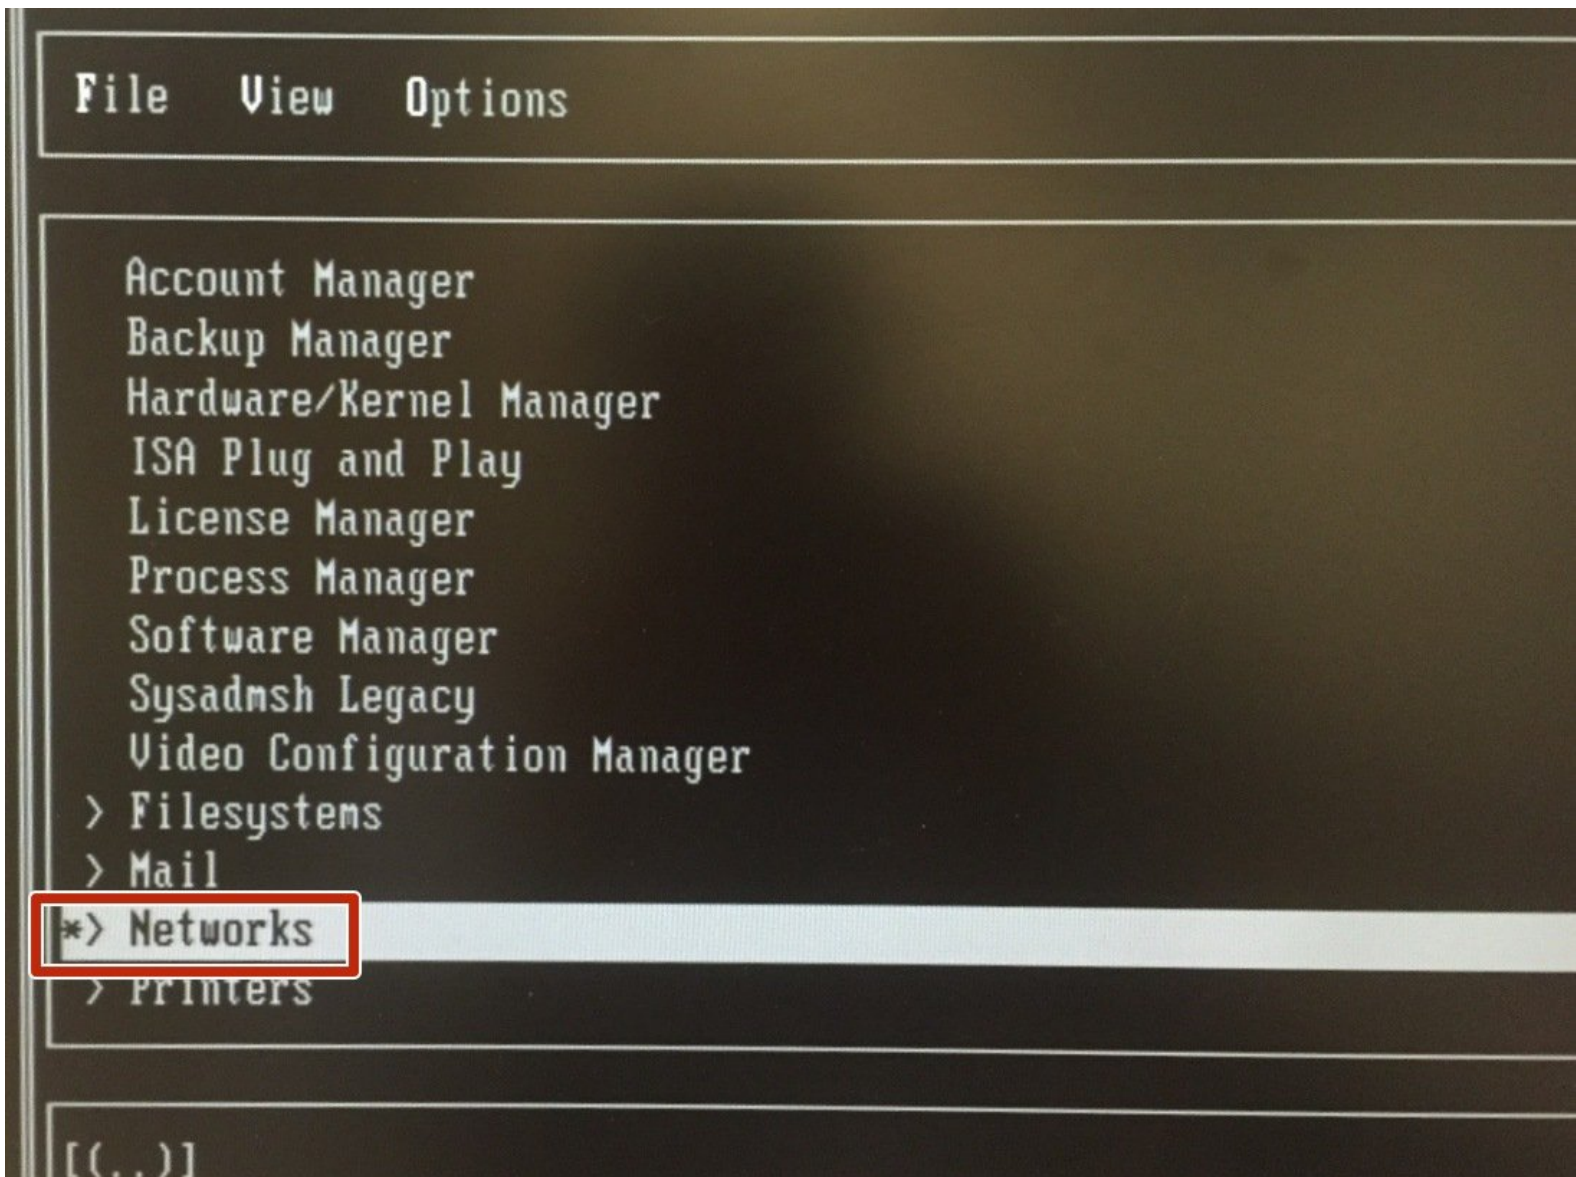 File View Options
Account Manager
Backup Manager
Hardware/Kernel Manager
ISA Plug and Play
License Manager
Process Manager
Software Manager
Sysadmsh Legacy
Video Configuration Manager
> Filesystems
> Mail
*> Networks
> Printers
[(..)]